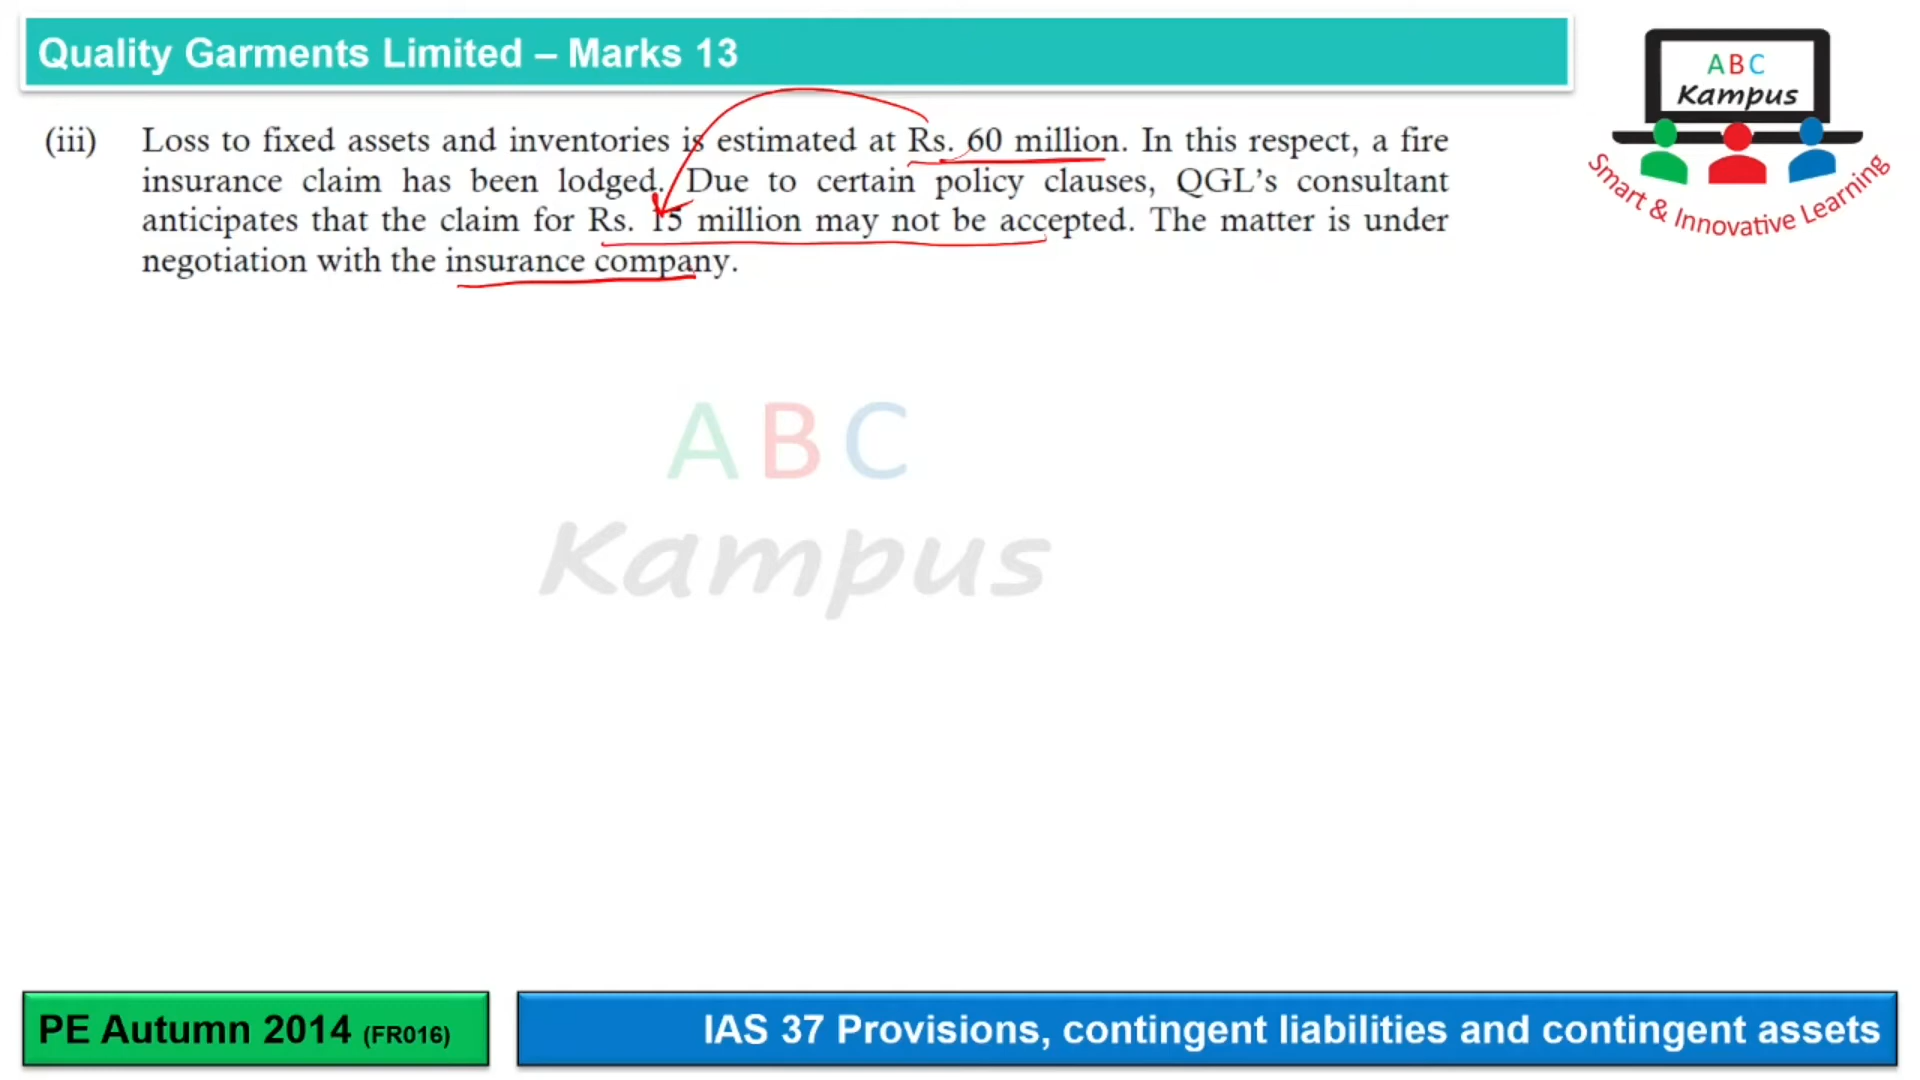 Quality Garments Limited – Marks 13
ABC
Kampus
Smart & Innovative Learning
(iii) Loss to fixed assets and inventories is estimated at Rs. 60 million. In this respect, a fire
insurance claim has been lodged. Due to certain policy clauses, QGL’s consultant
anticipates that the claim for Rs. 15 million may not be accepted. The matter is under
negotiation with the insurance company.
ABC
Kampus
PE Autumn 2014 (FR016)
IAS 37 Provisions, contingent liabilities and contingent assets